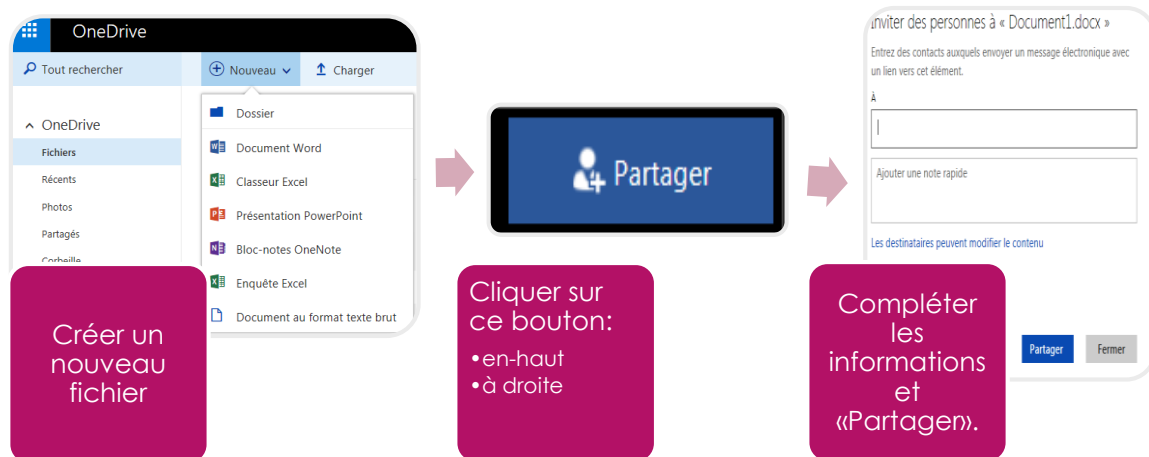 OneDrive
Tout rechercher
Nouveau
Charger
Dossier
OneDrive
Fichiers
Document Word
Récents
Classeur Excel
Photos
Présentation PowerPoint
Partagés
Bloc-notes OneNote
Corbeille
Enquête Excel
Document au format texte brut
Créer un
nouveau
fichier
Partager
Cliquer sur
ce bouton:
•en-haut
•à droite
Inviter des personnes à « Document1.docx »
Entrez des contacts auxquels envoyer un message électronique avec
un lien vers cet élément.
À
Ajouter une note rapide
Les destinataires peuvent modifier le contenu
Partager
Fermer
Compléter
les
informations
et
«Partager».